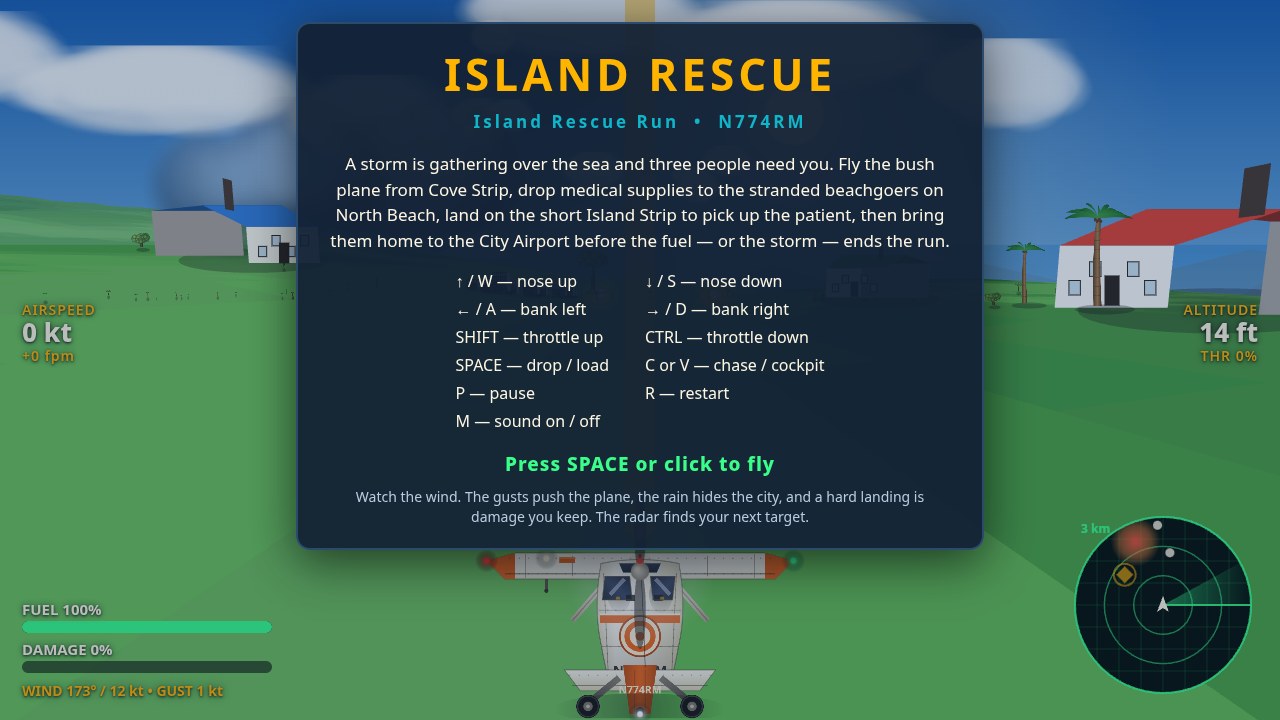 ISLAND RESCUE
Island Rescue Run • N774RM
A storm is gathering over the sea and three people need you. Fly the bush
plane from Cove Strip, drop medical supplies to the stranded beachgoers on
North Beach, land on the short Island Strip to pick up the patient, then bring
them home to the City Airport before the fuel — or the storm — ends the run.
↑ / W — nose up
↓ / S — nose down
← / A — bank left
→ / D — bank right
SHIFT — throttle up
CTRL — throttle down
SPACE — drop / load
C or V — chase / cockpit
P — pause
R — restart
M — sound on / off
Press SPACE or click to fly
Watch the wind. The gusts push the plane, the rain hides the city, and a hard landing is
damage you keep. The radar finds your next target.
AIRSPEED
0 kt
+0 fpm
ALTITUDE
14 ft
THR 0%
3 km
FUEL 100%
DAMAGE 0%
WIND 173° / 12 kt • GUST 1 kt
N774RM